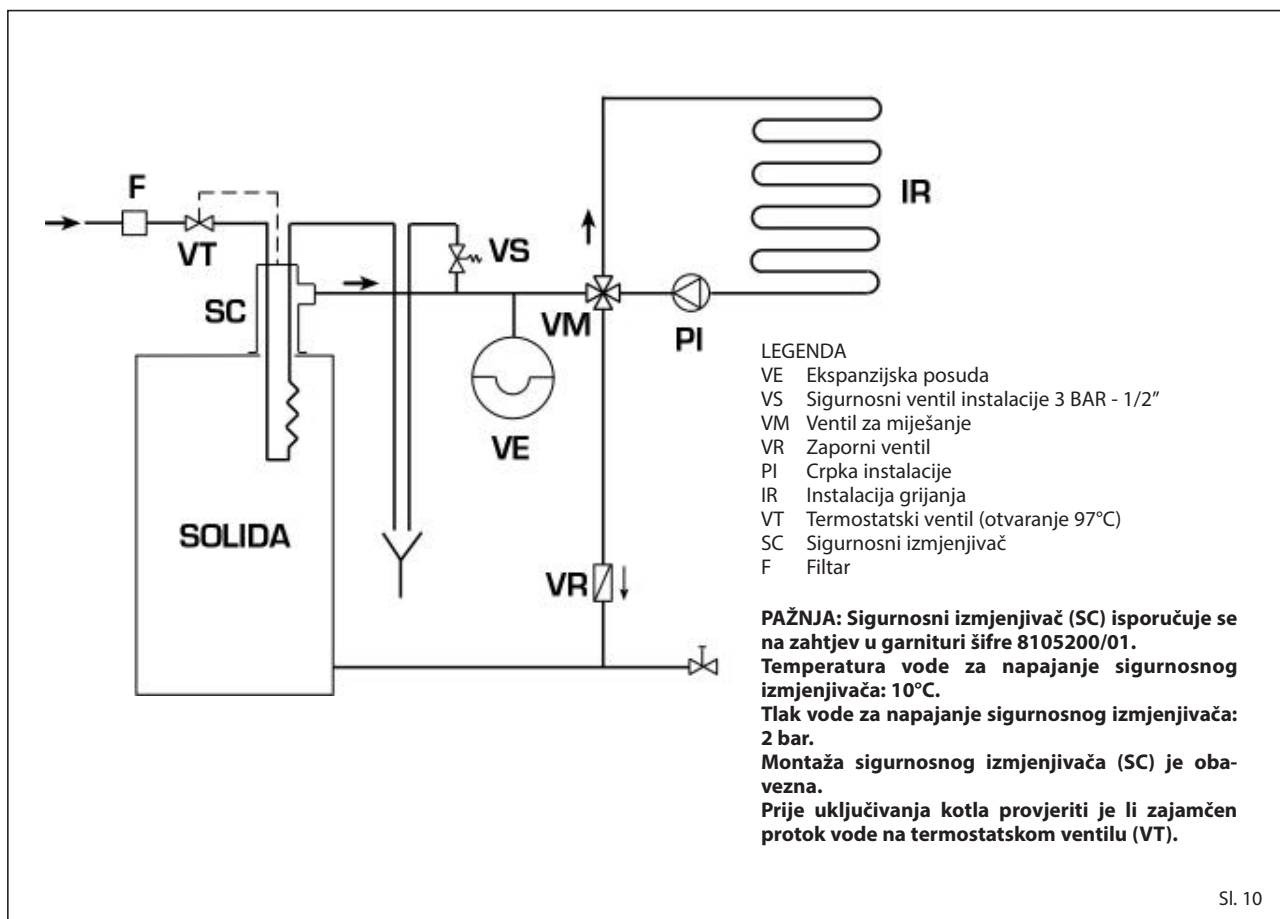 F
VT
SC
VS
VM
PI
IR
VE
SOLIDA
VR
LEGENDA
VE Ekspanzijska posuda
VS Sigurnosni ventil instalacije 3 BAR - 1/2”
VM Ventil za miješanje
VR Zaporni ventil
PI Crpka instalacije
IR Instalacija grijanja
VT Termostatski ventil (otvaranje 97°C)
SC Sigurnosni izmjenjivač
F Filtar
PAŽNJA: Sigurnosni izmjenjivač (SC) isporučuje se
na zahtjev u garnituri šifre 8105200/01.
Temperatura vode za napajanje sigurnosnog
izmjenjivača: 10°C.
Tlak vode za napajanje sigurnosnog izmjenjivača:
2 bar.
Montaža sigurnosnog izmjenjivača (SC) je oba-
vezna.
Prije uključivanja kotla provjeriti je li zajamčen
protok vode na termostatskom ventilu (VT).
Sl. 10